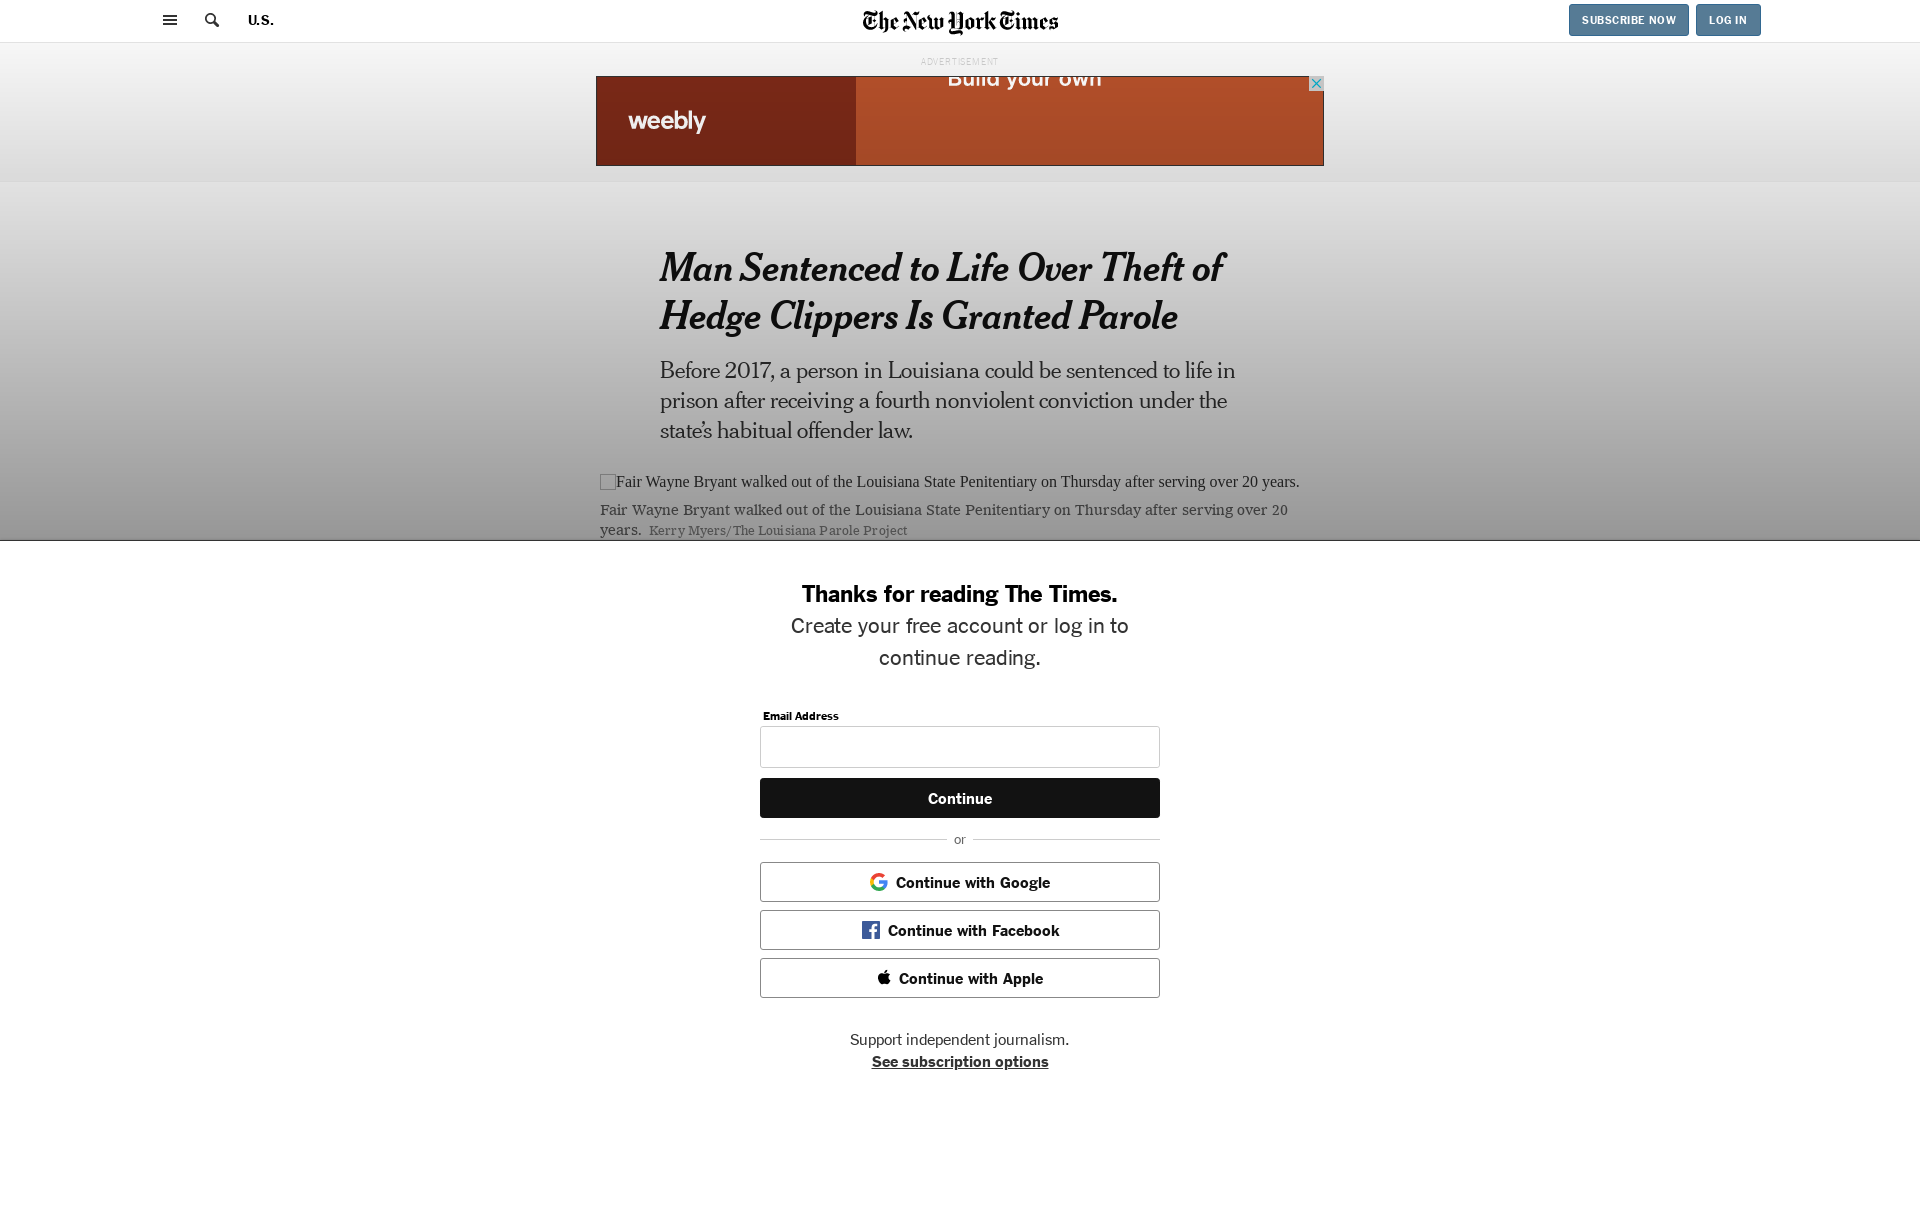 U.S.
The New York Times
SUBSCRIBE NOW
LOG IN
ADVERTISEMENT
Build your own
weebly
Man Sentenced to Life Over Theft of
Hedge Clippers Is Granted Parole
Before 2017, a person in Louisiana could be sentenced to life in
prison after receiving a fourth nonviolent conviction under the
state’s habitual offender law.
Fair Wayne Bryant walked out of the Louisiana State Penitentiary on Thursday after serving over 20 years.
Fair Wayne Bryant walked out of the Louisiana State Penitentiary on Thursday after serving over 20
years. Kerry Myers/The Louisiana Parole Project
Thanks for reading The Times.
Create your free account or log in to
continue reading.
Email Address
Continue
or
Continue with Google
Continue with Facebook
Continue with Apple
Support independent journalism.
See subscription options